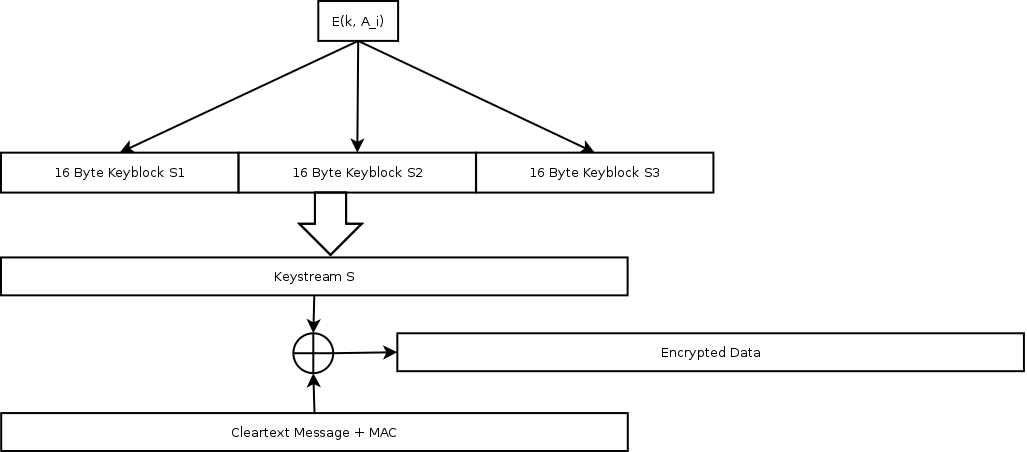 E(k, A_i)
16 Byte Keyblock S1
16 Byte Keyblock S2
16 Byte Keyblock S3
Keystream S
Encrypted Data
Cleartext Message + MAC